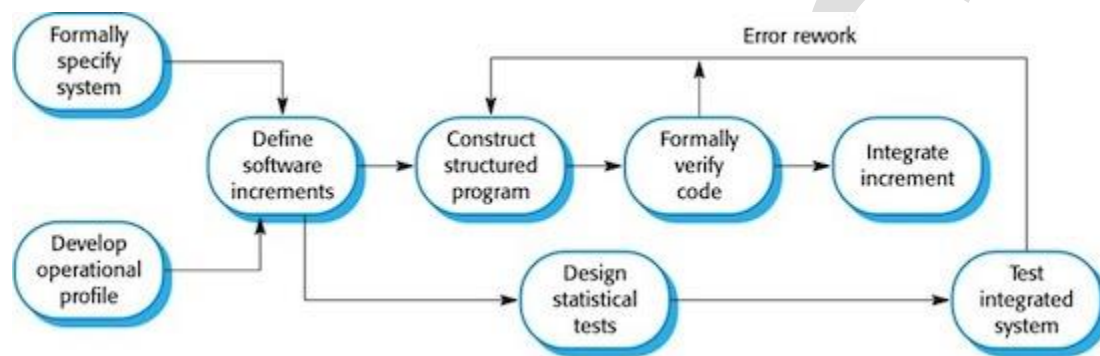 Formally
specify
system
Error rework
Define
software
increments
Construct
structured
program
Formally
verify
code
Integrate
increment
Develop
operational
profile
Design
statistical
tests
Test
integrated
system